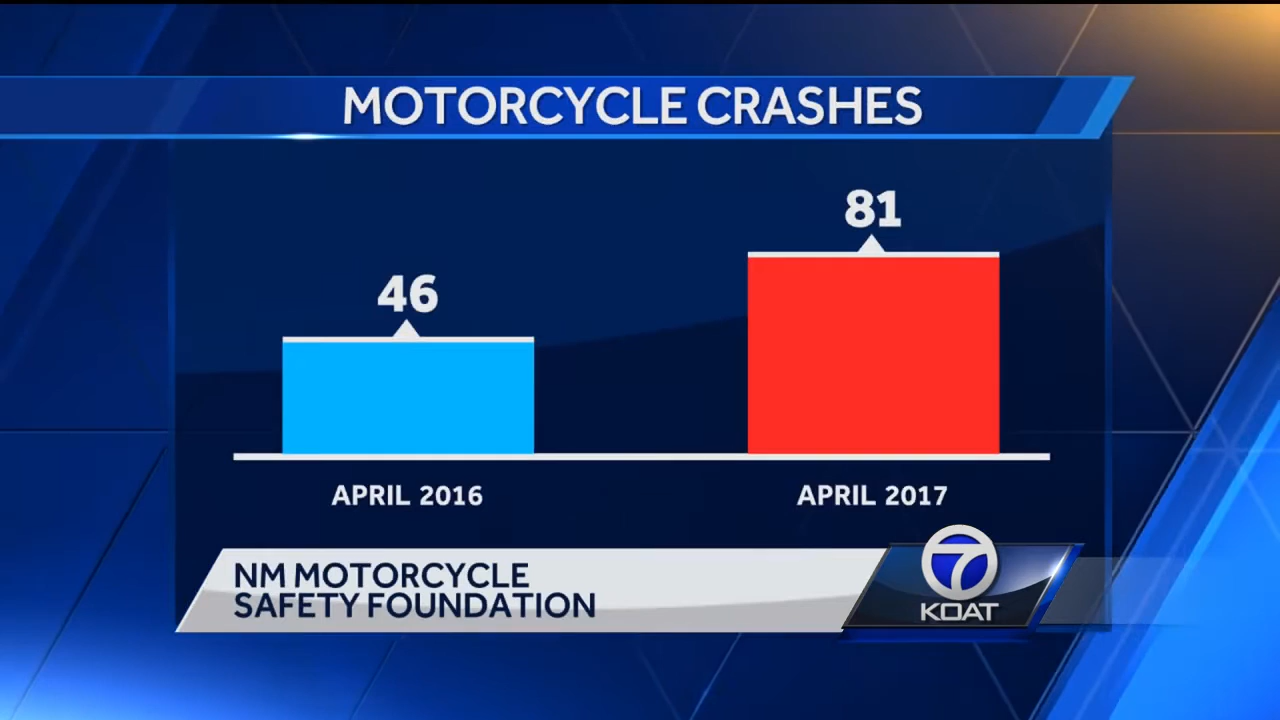 MOTORCYCLE CRASHES
46
81
APRIL 2016
APRIL 2017
NM MOTORCYCLE
SAFETY FOUNDATION
7
KOAT